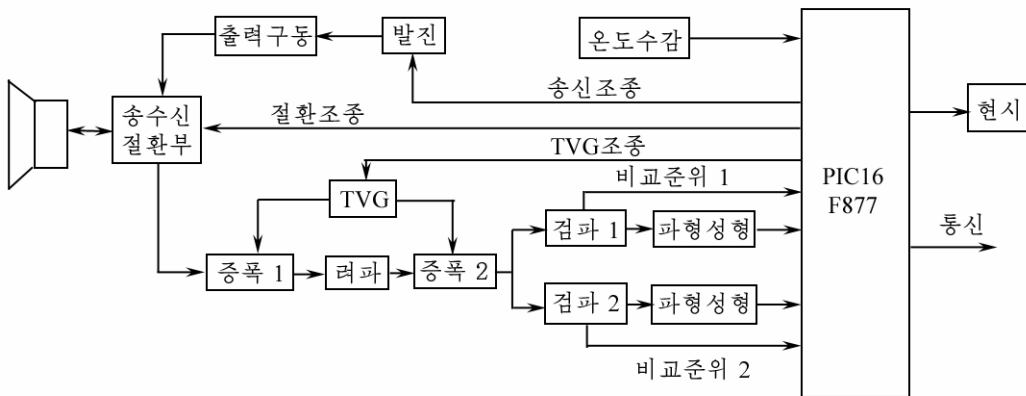 출력구동
발진
온도수감
송신조종
송수신
절환부
절환조종
현시
TVG조종
TVG
비교준위 1
PIC16
F877
검파 1
파형성형
통신
증폭 1
려파
증폭 2
검파 2
파형성형
비교준위 2